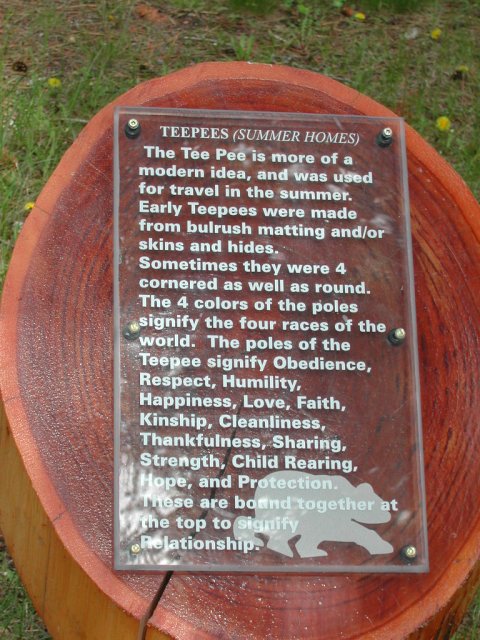 TEEPEES (SUMMER HOMES)
The Tee Pee is more of a
modern idea, and was used
for travel in the summer.
Early Teepees were made
from bulrush matting and/or
skins and hides.
Sometimes they were 4
cornered as well as round.
The 4 colors of the poles
signify the four races of the
world. The poles of the
Teepee signify Obedience,
Respect, Humility,
Happiness, Love, Faith,
Kinship, Cleanliness,
Thankfulness, Sharing,
Strength, Child Rearing,
Hope, and Protection.
These are bound together at
the top to signify
Relationship.